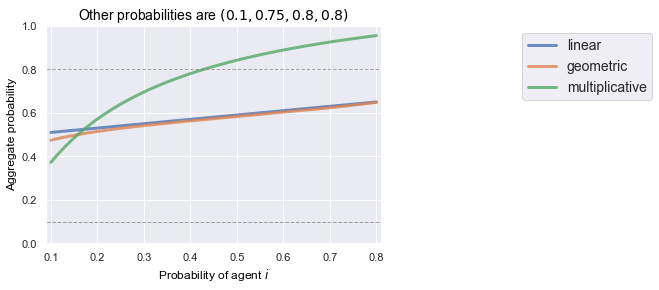 Other probabilities are (0.1, 0.75, 0.8, 0.8)
1.0
0.8
0.6
0.4
0.2
0.0
Aggregate probability
0.1 0.2 0.3 0.4 0.5 0.6 0.7 0.8
Probability of agent i
linear
geometric
multiplicative